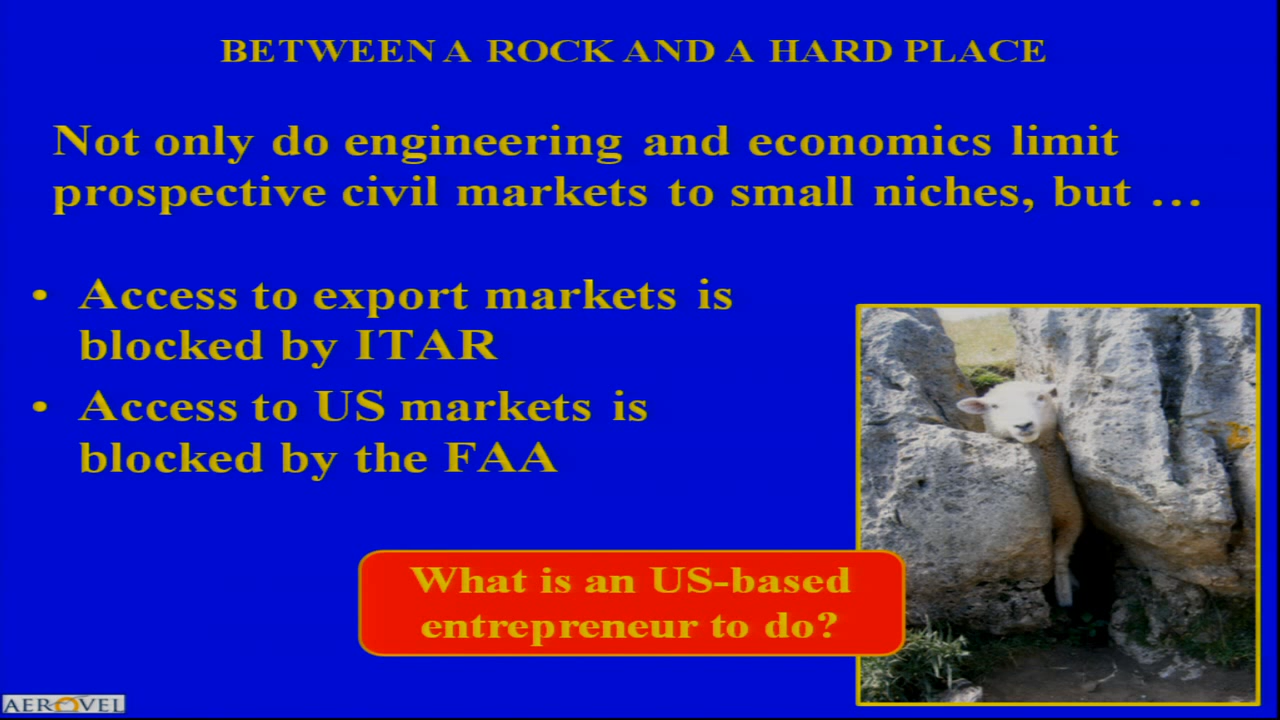 BETWEEN A ROCK AND A HARD PLACE
Not only do engineering and economics limit
prospective civil markets to small niches, but …
• Access to export markets is
blocked by ITAR
• Access to US markets is
blocked by the FAA
What is an US-based
entrepreneur to do?
AEROVEL